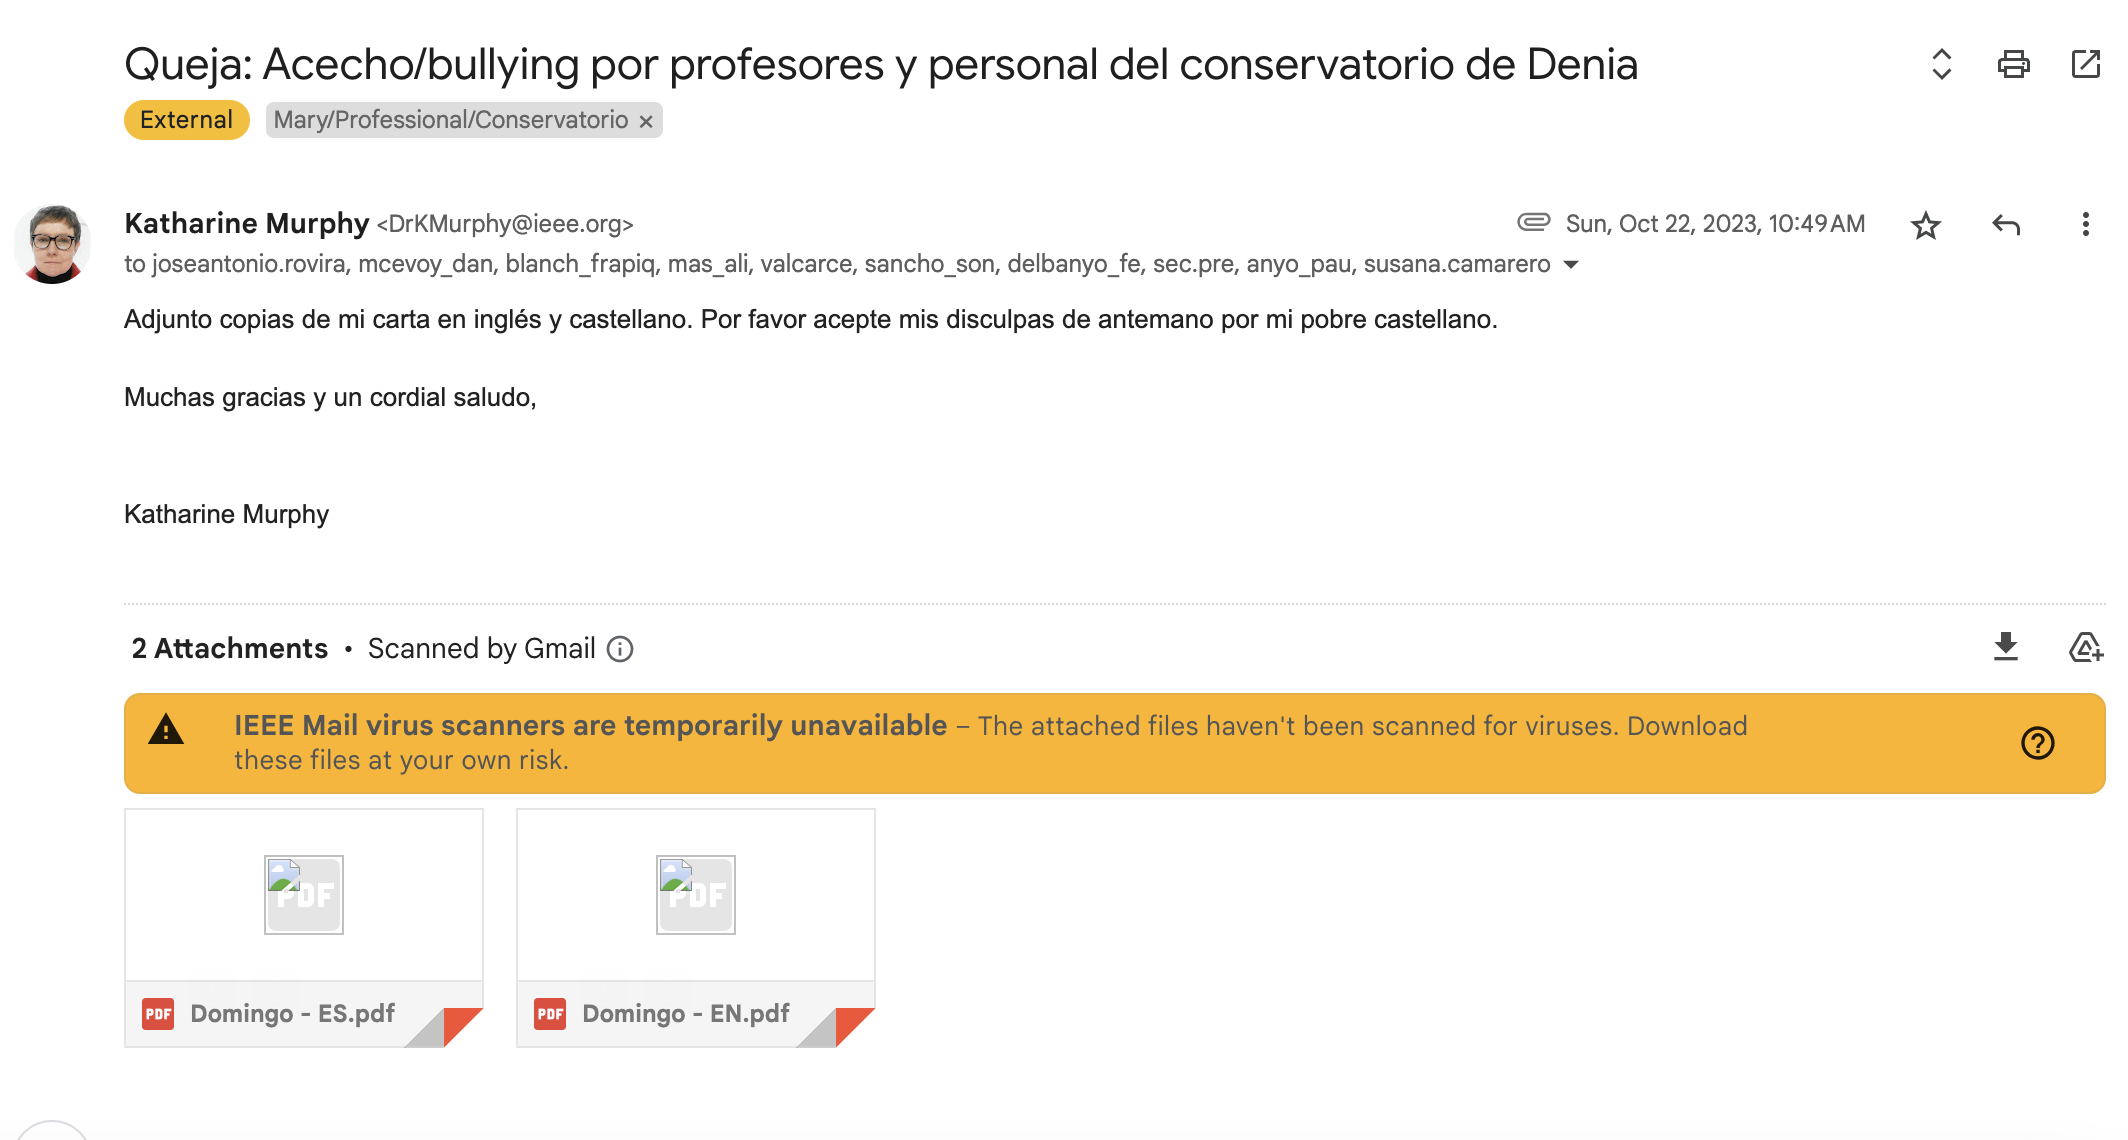 Queja: Acecho/bullying por profesores y personal del conservatorio de Denia
External
Mary/Professional/Conservatorio ×
Katharine Murphy <DrKMurphy@ieee.org>
Sun, Oct 22, 2023, 10:49 AM
to joseantonio.rovira, mcevoy_dan, blanch_frapiq, mas_ali, valcarce, sancho_son, delbanyo_fe, sec.pre, anyo_pau, susana.camarero
Adjunto copias de mi carta en inglés y castellano. Por favor acepte mis disculpas de antemano por mi pobre castellano.
Muchas gracias y un cordial saludo,
Katharine Murphy
2 Attachments • Scanned by Gmail
IEEE Mail virus scanners are temporarily unavailable – The attached files haven't been scanned for viruses. Download
these files at your own risk.
PDF
PDF
PDF Domingo - ES.pdf
PDF Domingo - EN.pdf